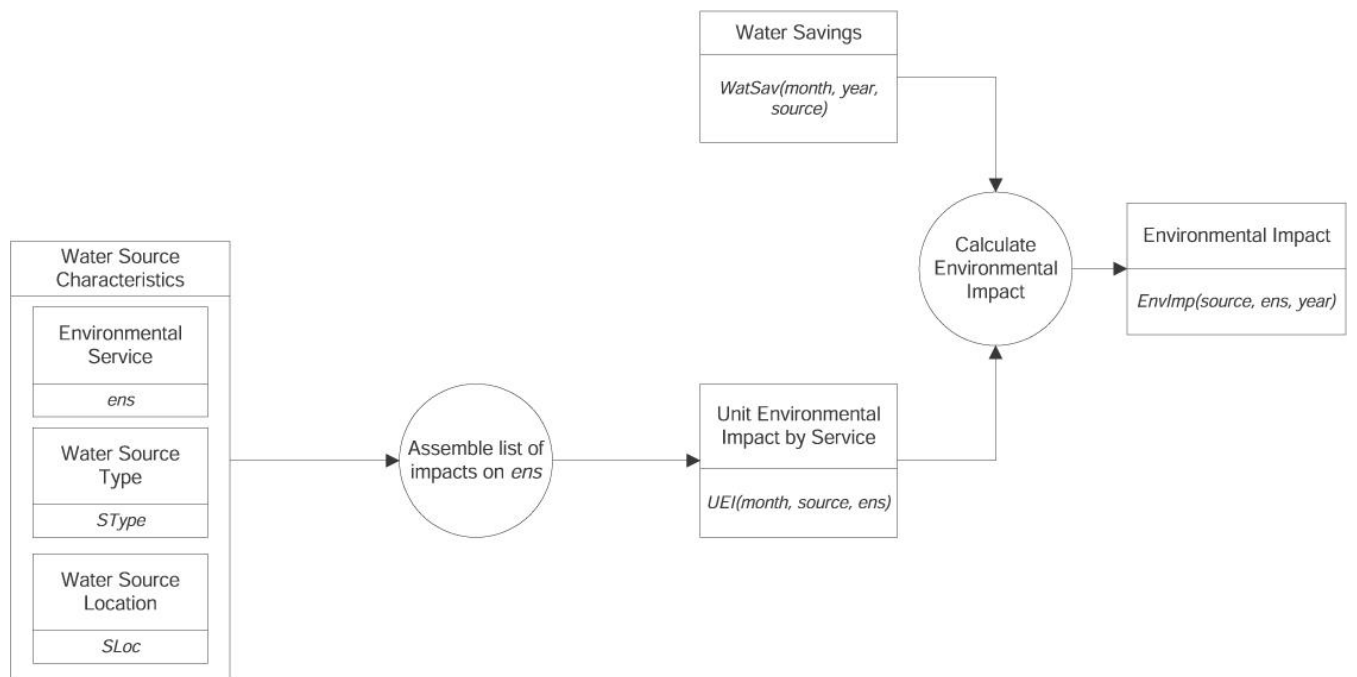 Water Savings
WatSav(month, year,
source)
Calculate
Environmental
Impact
Environmental Impact
EnvImp(source, ens, year)
Water Source
Characteristics
Environmental
Service
ens
Water Source
Type
SType
Water Source
Location
SLoc
Assemble list of
impacts on ens
Unit Environmental
Impact by Service
UEI(month, source, ens)